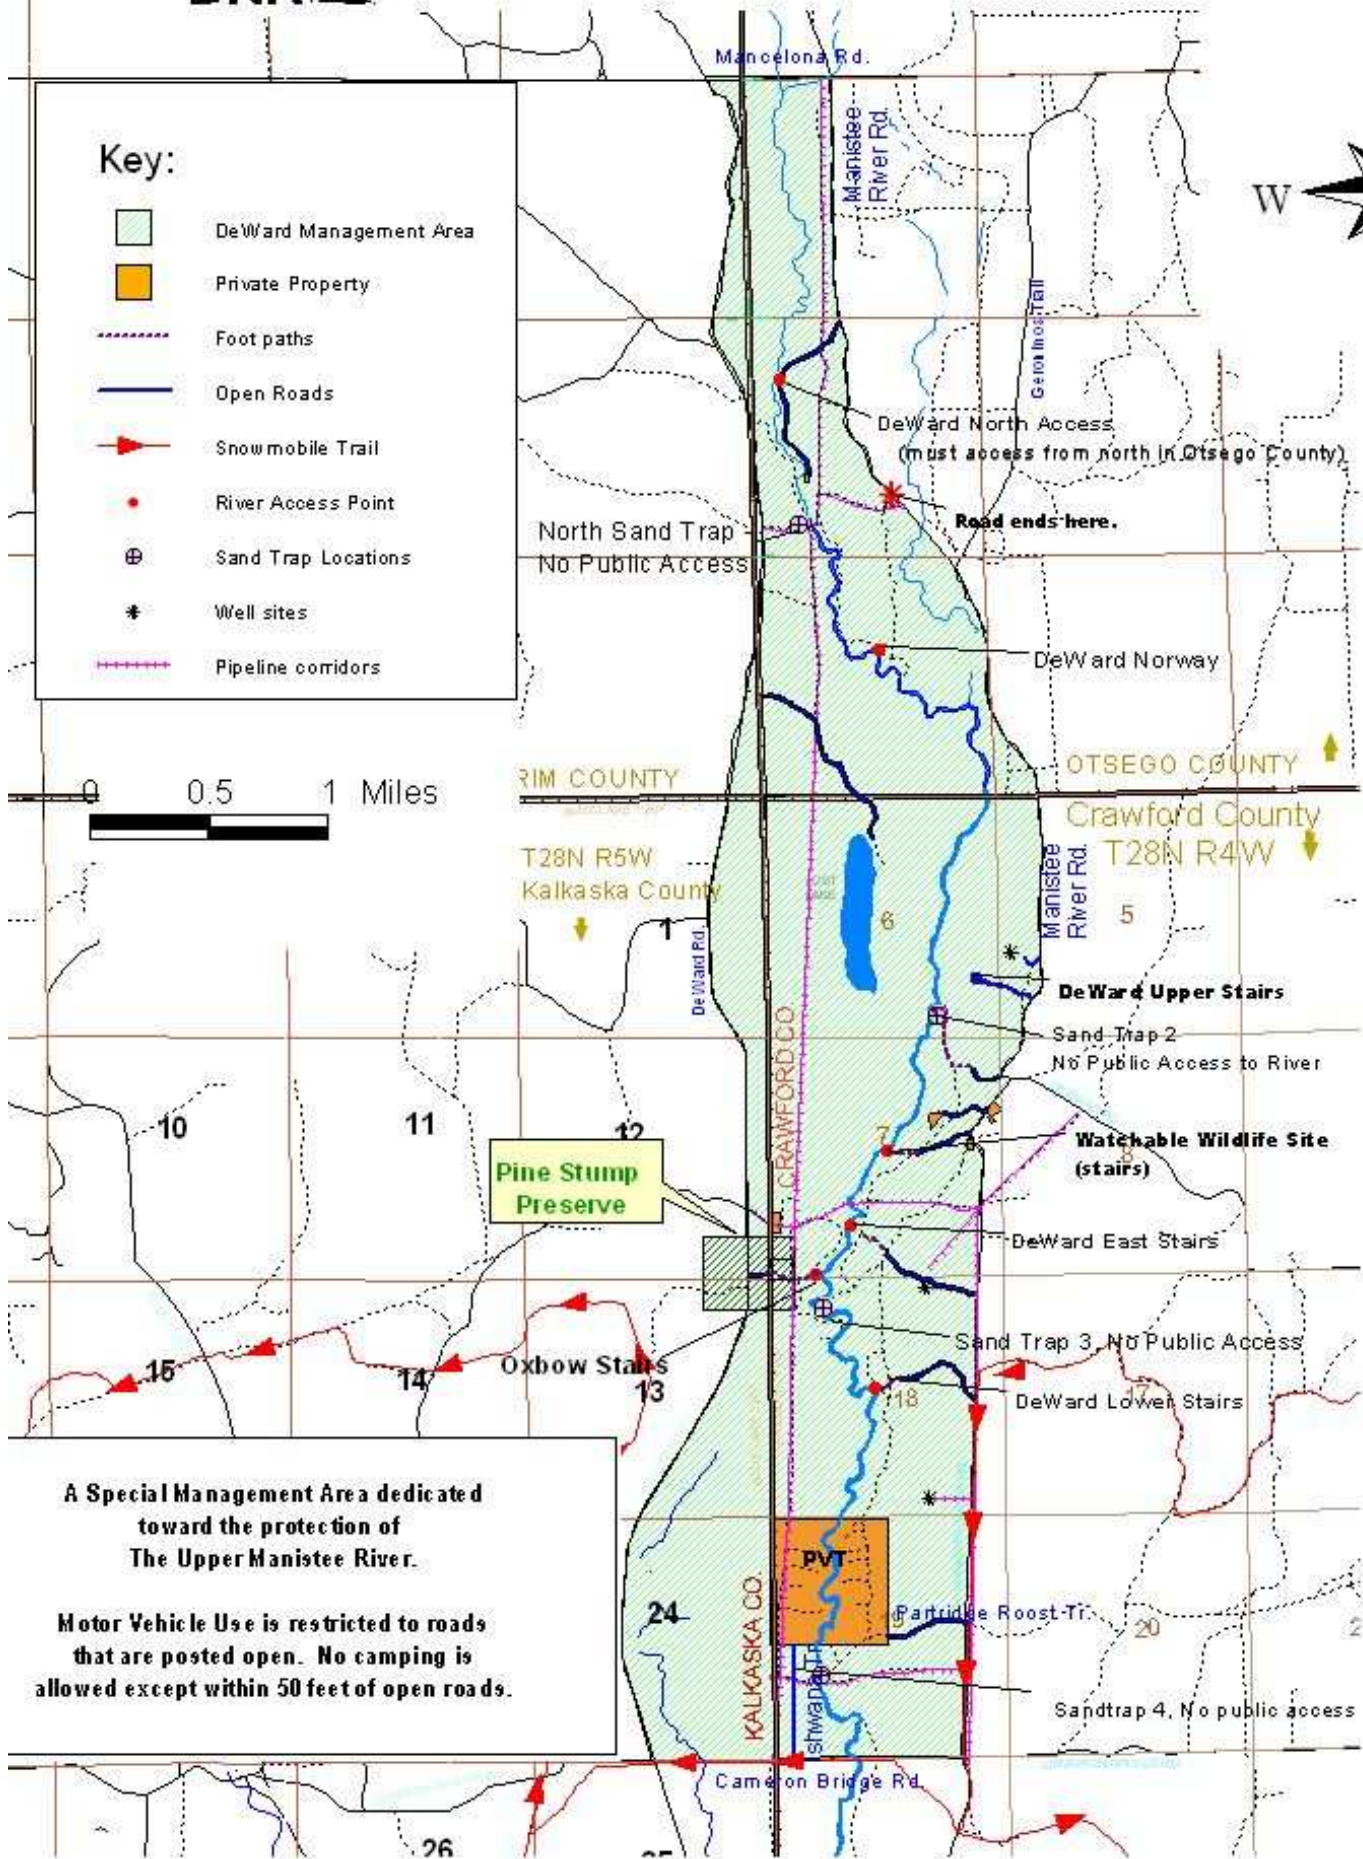 Mancelona Rd.
Manistee
River Rd.
Key:
DeWard Management Area
Private Property
Foot paths
Open Roads
Snowmobile Trail
River Access Point
Sand Trap Locations
Well sites
Pipeline corridors
W
Geronimos Trail
DeWard North Access
(must access from north in Otsego County)
Road ends here.
North Sand Trap
No Public Access
DeWard Norway
0 0.5 1 Miles
RIM COUNTY
OTSEGO COUNTY
Crawford County
T28N R4W
T28N R5W
Kalkaska County
Manistee
River Rd.
6
5
1
DeWard Rd.
DeWard Upper Stairs
Sand Trap 2
No Public Access to River
CRAWFORD CO.
10
11
12
7
8
Watchable Wildlife Site
(stairs)
Pine Stump
Preserve
DeWard East Stairs
Sand Trap 3, No Public Access
Oxbow Stairs
15
14
13
18
17
DeWard Lower Stairs
A Special Management Area dedicated
toward the protection of
The Upper Manistee River.
Motor Vehicle Use is restricted to roads
that are posted open. No camping is
allowed except within 50 feet of open roads.
PVT
24
KALKASKA CO.
Partridge Roost Tr.
20
2
Sandtrap 4, No public access
Cameron Bridge Rd.
26